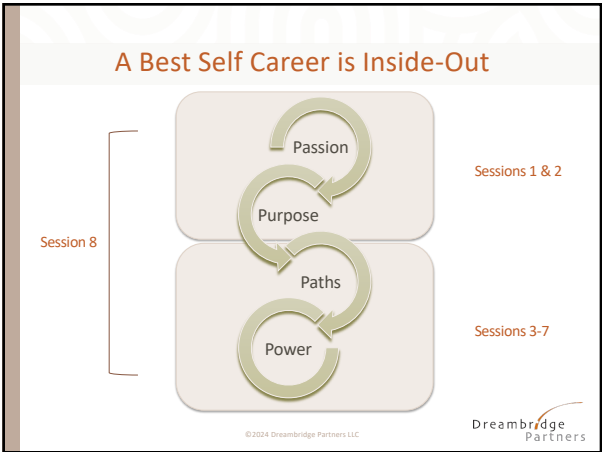 A Best Self Career is Inside-Out
Passion
Sessions 1 & 2
Purpose
Session 8
Paths
Sessions 3-7
Power
©2024 Dreambridge Partners LLC
Dreambridge
Partners